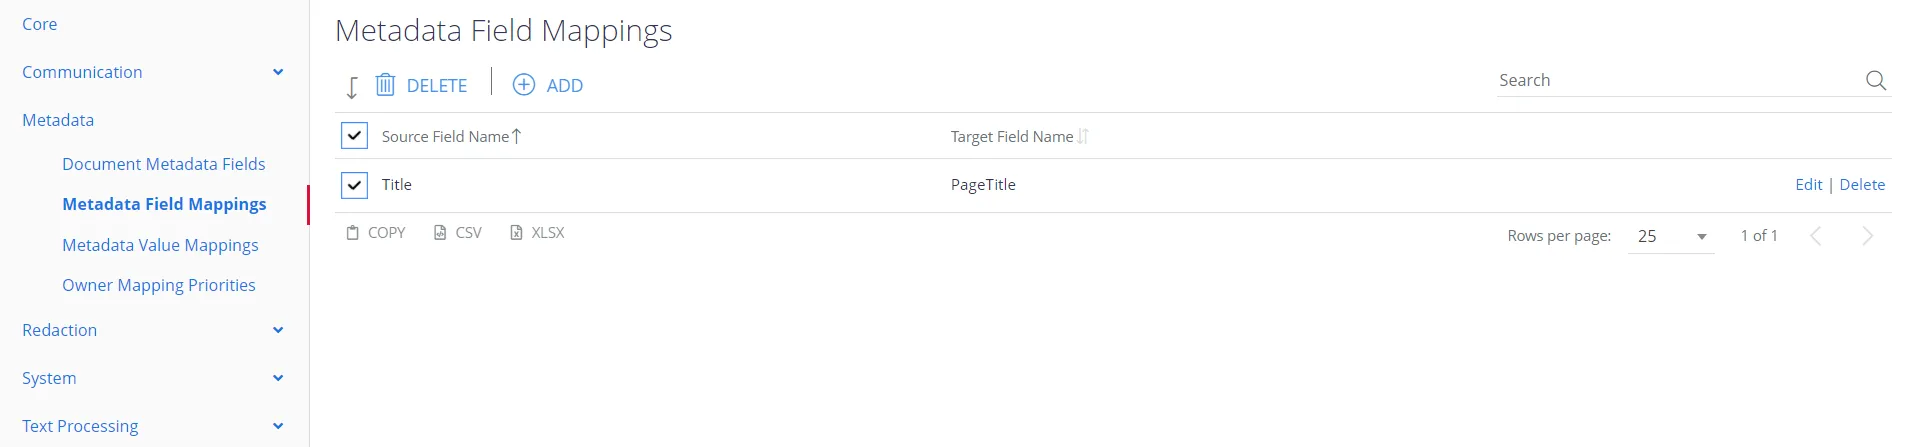 Core
Communication
Metadata
Document Metadata Fields
Metadata Field Mappings
Metadata Value Mappings
Owner Mapping Priorities
Redaction
System
Text Processing
Metadata Field Mappings
DELETE | ADD
Search
Source Field Name Target Field Name
Title PageTitle Edit | Delete
COPY CSV XLSX Rows per page: 25 1 of 1